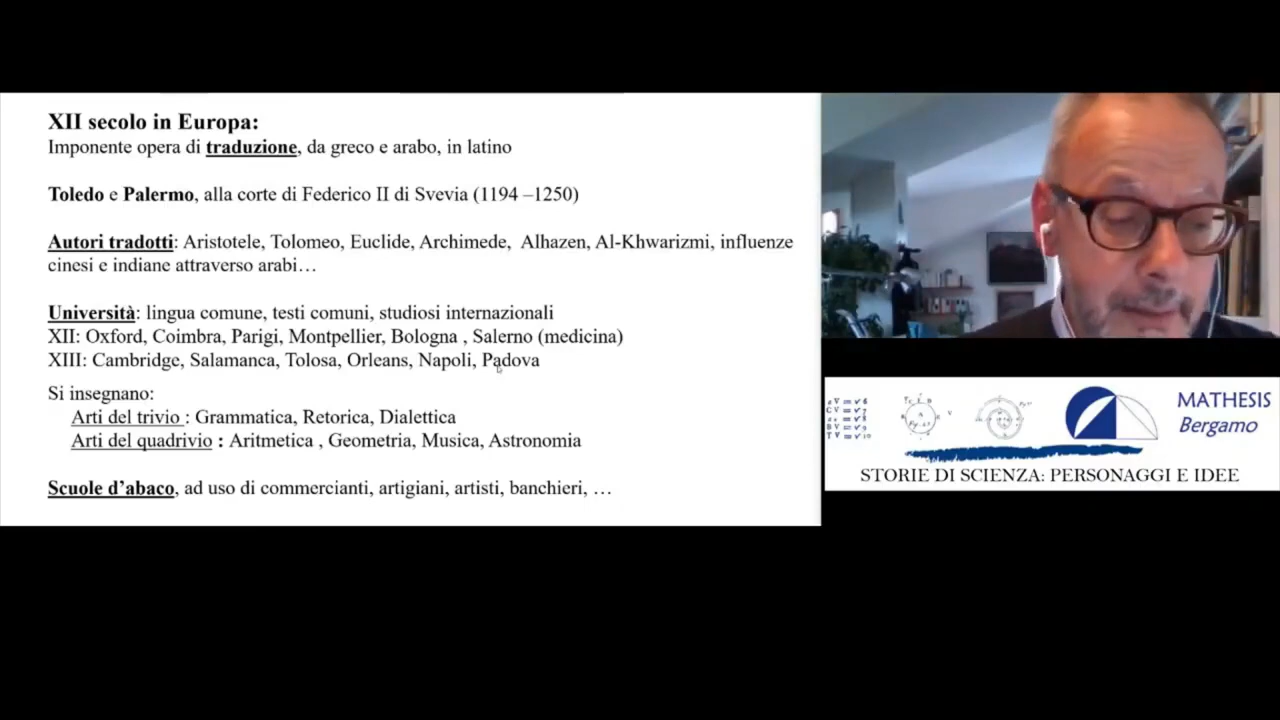 XII secolo in Europa:
Imponente opera di traduzione, da greco e arabo, in latino
Toledo e Palermo, alla corte di Federico II di Svevia (1194 –1250)
Autori tradotti: Aristotele, Tolomeo, Euclide, Archimede, Alhazen, Al-Khwarizmi, influenze
cinesi e indiane attraverso arabi…
Università: lingua comune, testi comuni, studiosi internazionali
XII: Oxford, Coimbra, Parigi, Montpellier, Bologna , Salerno (medicina)
XIII: Cambridge, Salamanca, Tolosa, Orleans, Napoli, Padova
Si insegnano:
Arti del trivio : Grammatica, Retorica, Dialettica
Arti del quadrivio : Aritmetica , Geometria, Musica, Astronomia
Scuole d’abaco, ad uso di commercianti, artigiani, artisti, banchieri, …
MATHESIS
Bergamo
STORIE DI SCIENZA: PERSONAGGI E IDEE